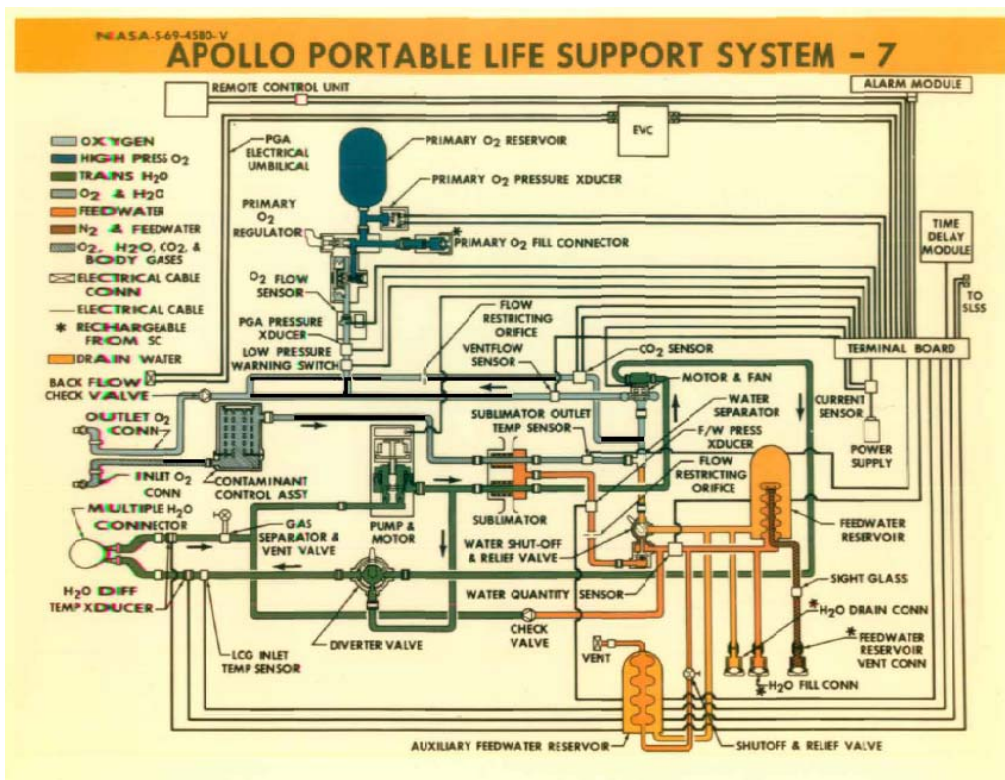 NASA-S-69-4580-V
APOLLO PORTABLE LIFE SUPPORT SYSTEM - 7
REMOTE CONTROL UNIT
ALARM MODULE
EVC
PGA
ELECTRICAL
UMBILICAL
PRIMARY O2 RESERVOIR
PRIMARY O2 PRESSURE XDUCER
PRIMARY
O2
REGULATOR
* PRIMARY O2 FILL CONNECTOR
TIME
DELAY
MODULE
OXYGEN
HIGH PRESS O2
TRANS H2O
O2 & H2O
FEEDWATER
N2 & FEEDWATER
O2, H2O, CO2, &
BODY GASES
ELECTRICAL CABLE
CONN
ELECTRICAL CABLE
* RECHARGEABLE
FROM SC
DRAIN WATER
O2 FLOW
SENSOR
PGA PRESSURE
XDUCER
LOW PRESSURE
WARNING SWITCH
FLOW
RESTRICTING
ORIFICE
VENTFLOW
SENSOR
CO2 SENSOR
TO
SLSS
TERMINAL BOARD
MOTOR & FAN
BACK FLOW
CHECK VALVE
OUTLET O2
CONN
INLET O2
CONN
CONTAMINANT
CONTROL ASSY
SUBLIMATOR OUTLET
TEMP SENSOR
WATER
SEPARATOR
F/W PRESS
XDUCER
FLOW
RESTRICTING
ORIFICE
CURRENT
SENSOR
POWER
SUPPLY
MULTIPLE H2O
CONNECTOR
GAS
SEPARATOR
& VENT VALVE
PUMP &
MOTOR
SUBLIMATOR
WATER SHUT-OFF
& RELIEF VALVE
FEEDWATER
RESERVOIR
H2O DIFF
TEMP XDUCER
LCG INLET
TEMP SENSOR
DIVERTER VALVE
WATER QUANTITY SENSOR
CHECK
VALVE
VENT
SIGHT GLASS
* H2O DRAIN CONN
* FEEDWATER
RESERVOIR
VENT CONN
* H2O FILL CONN
AUXILIARY FEEDWATER RESERVOIR
SHUTOFF & RELIEF VALVE